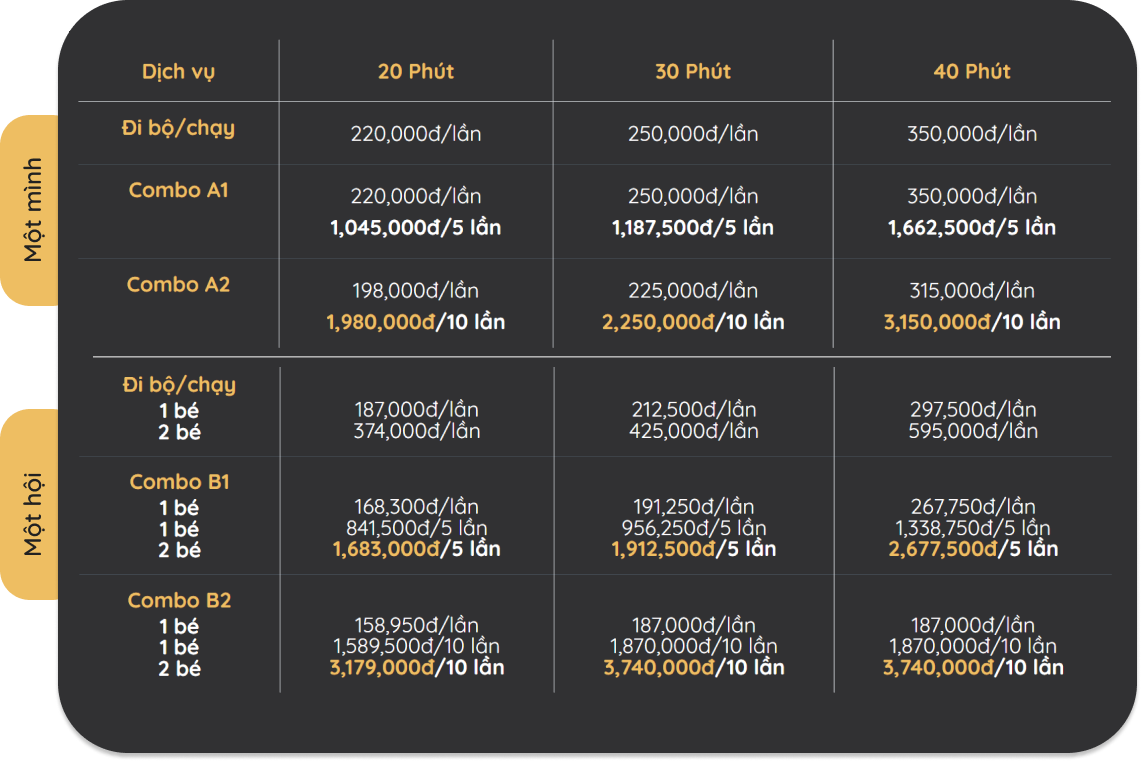 Dịch vụ 20 Phút 30 Phút 40 Phút
Một mình
Đi bộ/chạy 220,000đ/lần 250,000đ/lần 350,000đ/lần
Combo A1 220,000đ/lần 250,000đ/lần 350,000đ/lần
1,045,000đ/5 lần 1,187,500đ/5 lần 1,662,500đ/5 lần
Combo A2 198,000đ/lần 225,000đ/lần 315,000đ/lần
1,980,000đ/10 lần 2,250,000đ/10 lần 3,150,000đ/10 lần
Một hội
Đi bộ/chạy
1 bé 187,000đ/lần 212,500đ/lần 297,500đ/lần
2 bé 374,000đ/lần 425,000đ/lần 595,000đ/lần
Combo B1
1 bé 168,300đ/lần 191,250đ/lần 267,750đ/lần
1 bé 841,500đ/5 lần 956,250đ/5 lần 1,338,750đ/5 lần
2 bé 1,683,000đ/5 lần 1,912,500đ/5 lần 2,677,500đ/5 lần
Combo B2
1 bé 158,950đ/lần 187,000đ/lần 187,000đ/lần
1 bé 1,589,500đ/10 lần 1,870,000đ/10 lần 1,870,000đ/10 lần
2 bé 3,179,000đ/10 lần 3,740,000đ/10 lần 3,740,000đ/10 lần